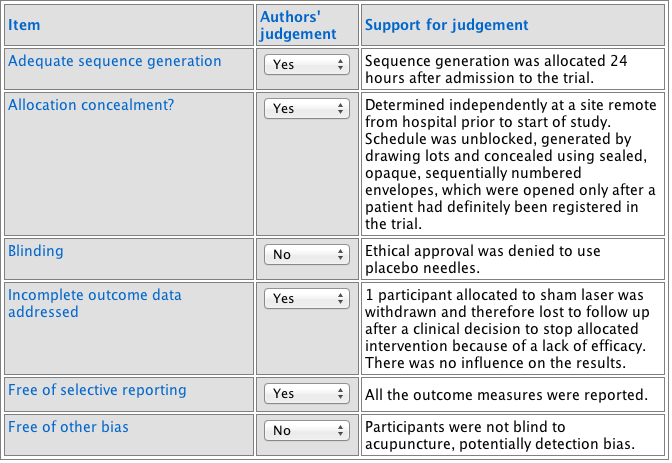 Item
Authors'
judgement
Support for judgement
Adequate sequence generation
Yes
Sequence generation was allocated 24
hours after admission to the trial.
Allocation concealment?
Yes
Determined independently at a site remote
from hospital prior to start of study.
Schedule was unblocked, generated by
drawing lots and concealed using sealed,
opaque, sequentially numbered
envelopes, which were opened only after a
patient had definitely been registered in
the trial.
Blinding
No
Ethical approval was denied to use
placebo needles.
Incomplete outcome data
addressed
Yes
1 participant allocated to sham laser was
withdrawn and therefore lost to follow up
after a clinical decision to stop allocated
intervention because of a lack of efficacy.
There was no influence on the results.
Free of selective reporting
Yes
All the outcome measures were reported.
Free of other bias
No
Participants were not blind to
acupuncture, potentially detection bias.